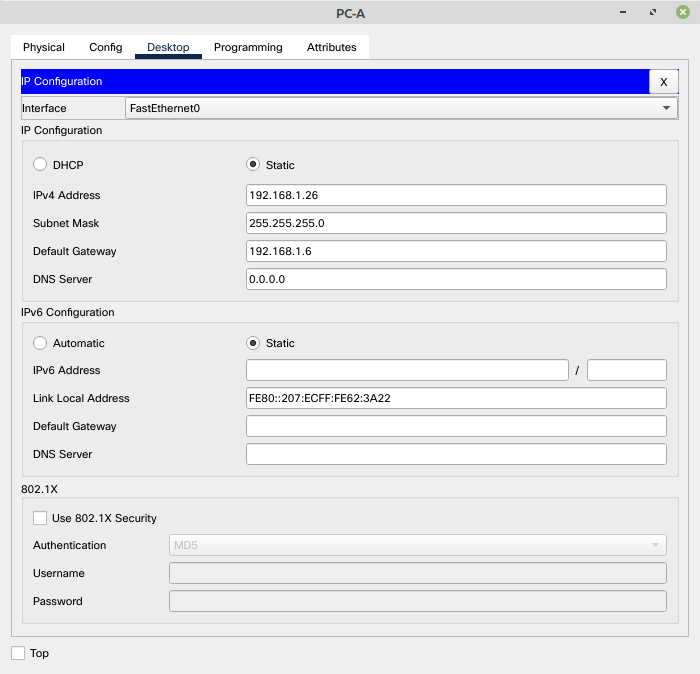 PC-A
Physical Config Desktop Programming Attributes
IP Configuration X
Interface FastEthernet0
IP Configuration
DHCP Static
IPv4 Address 192.168.1.26
Subnet Mask 255.255.255.0
Default Gateway 192.168.1.6
DNS Server 0.0.0.0
IPv6 Configuration
Automatic Static
IPv6 Address /
Link Local Address FE80::207:ECFF:FE62:3A22
Default Gateway
DNS Server
802.1X
Use 802.1X Security
Authentication MD5
Username
Password
Top